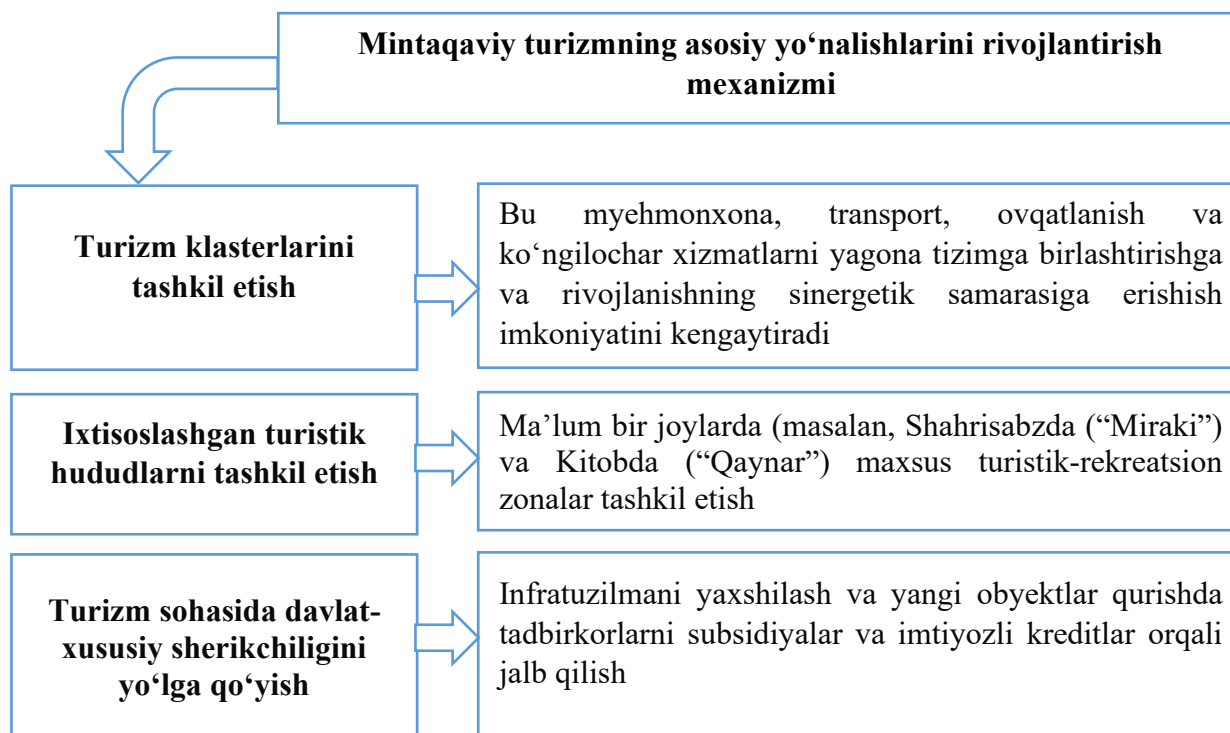 Mintaqaviy turizmning asosiy yo‘nalishlarini rivojlantirish
mexanizmi
Turizm klasterlarini
tashkil etish
Bu myehmonxona, transport, ovqatlanish va
ko‘ngilochar xizmatlarni yagona tizimga birlashtirishga
va rivojlanishning sinergetik samarasiga erishish
imkoniyatini kengaytiradi
Ixtisoslashgan turistik
hududlarni tashkil etish
Ma’lum bir joylarda (masalan, Shahrisabzda (“Miraki”)
va Kitobda (“Qaynar”) maxsus turistik-rekreatsion
zonalar tashkil etish
Turizm sohasida davlat-
xususiy sherikchiligini
yo‘lga qo‘yish
Infratuzilmani yaxshilash va yangi obyektlar qurishda
tadbirkorlarni subsidiyalar va imtiyozli kreditlar orqali
jalb qilish